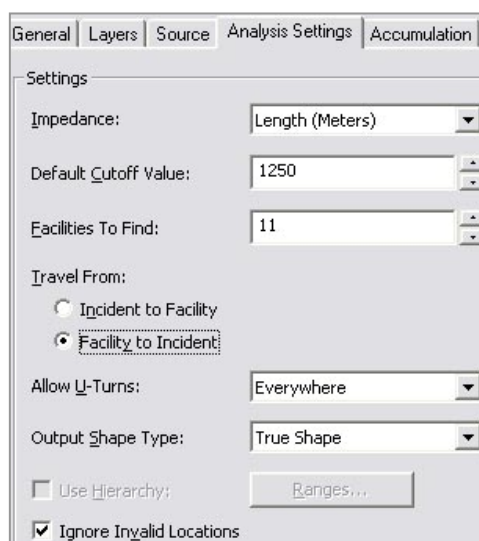 General Layers Source Analysis Settings Accumulation
Settings
Impedance: Length (Meters)
Default Cutoff Value: 1250
Facilities To Find: 11
Travel From:
Incident to Facility
Facility to Incident
Allow U-Turns: Everywhere
Output Shape Type: True Shape
Use Hierarchy: Ranges...
Ignore Invalid Locations